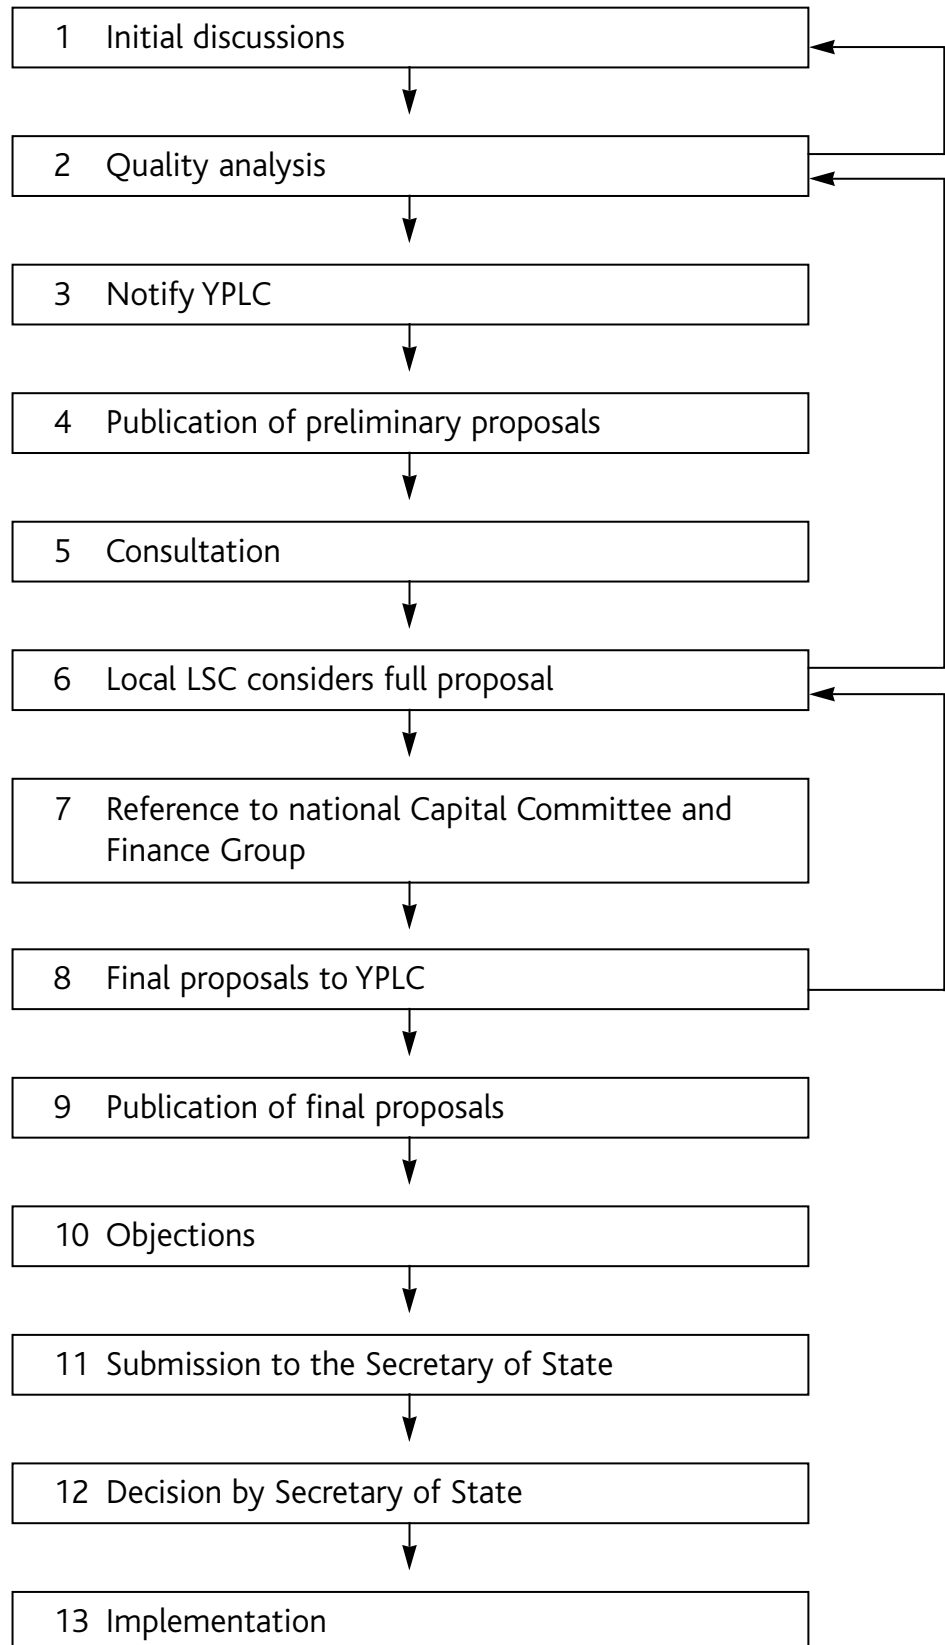 1 Initial discussions
2 Quality analysis
3 Notify YPLC
4 Publication of preliminary proposals
5 Consultation
6 Local LSC considers full proposal
7 Reference to national Capital Committee and
Finance Group
8 Final proposals to YPLC
9 Publication of final proposals
10 Objections
11 Submission to the Secretary of State
12 Decision by Secretary of State
13 Implementation